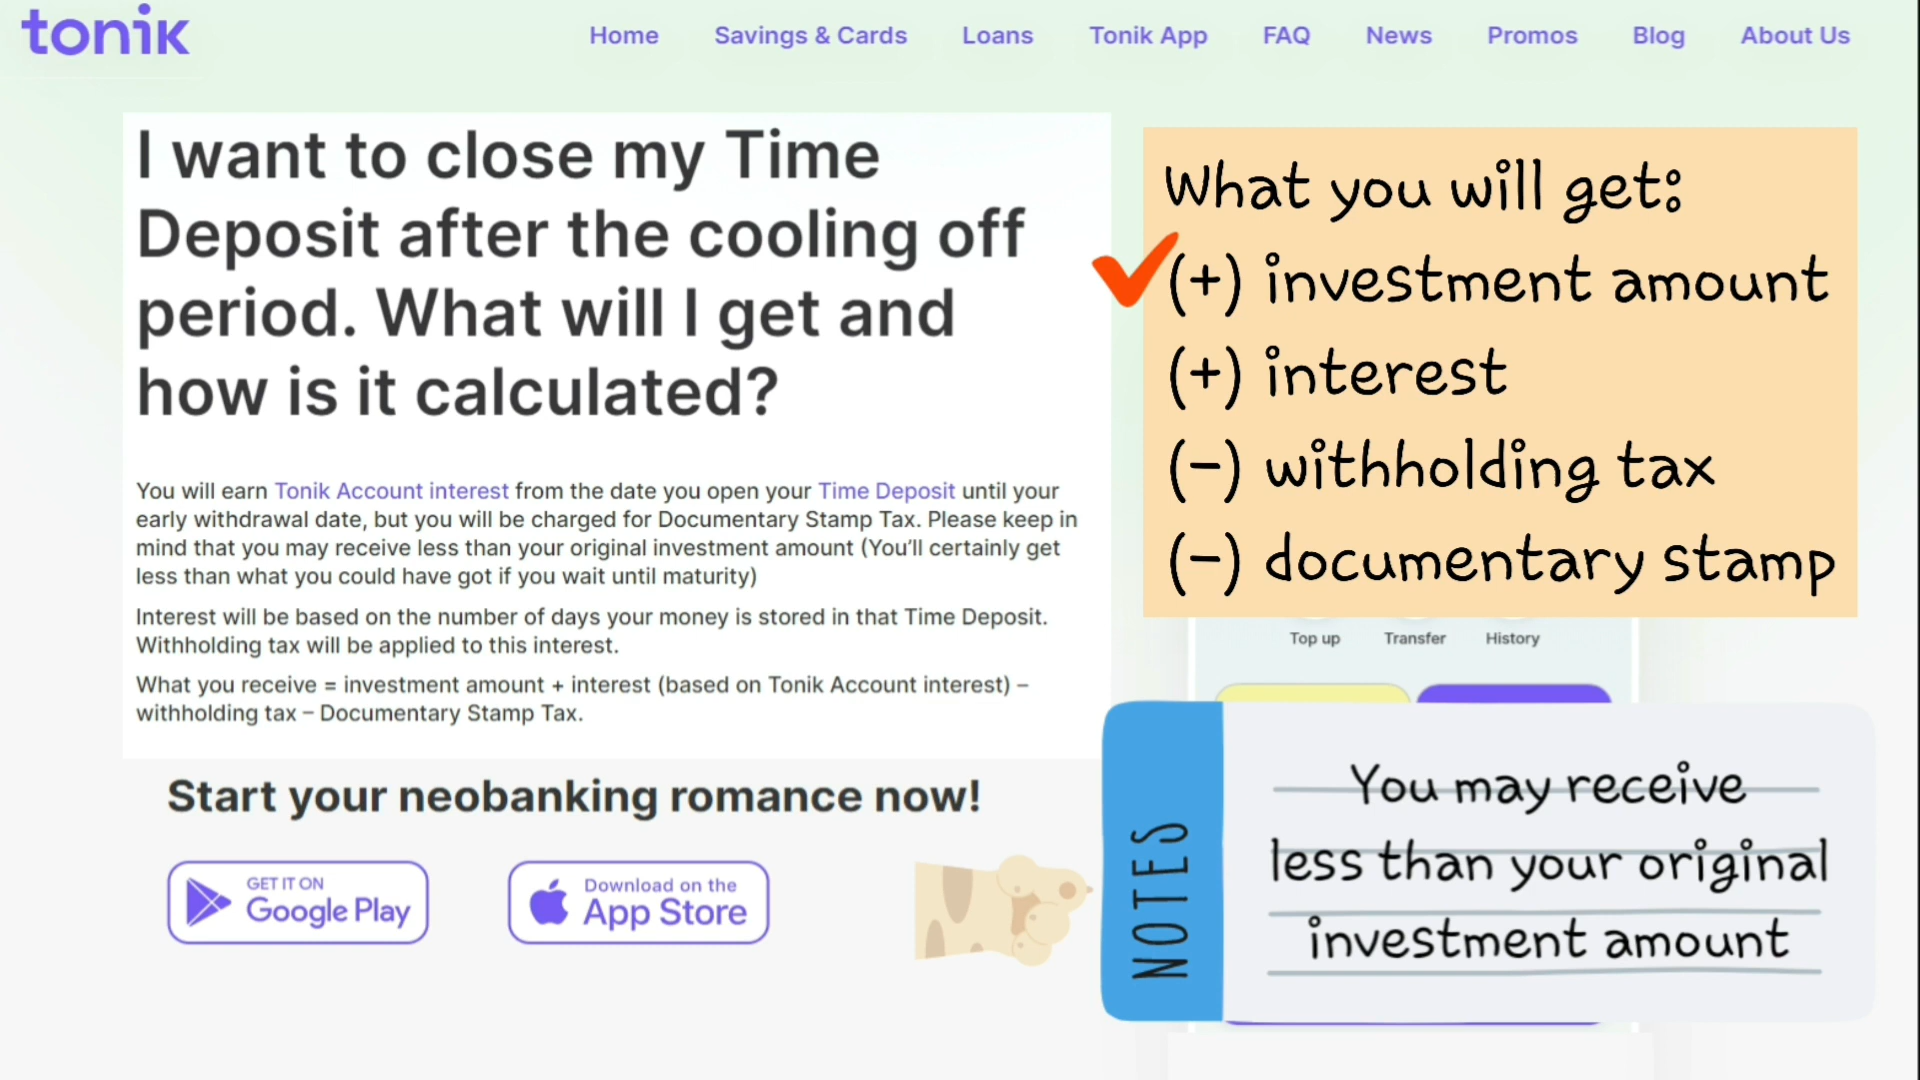 tonik
Home Savings & Cards Loans Tonik App FAQ News Promos Blog About Us
I want to close my Time
Deposit after the cooling off
period. What will I get and
how is it calculated?
You will earn Tonik Account interest from the date you open your Time Deposit until your
early withdrawal date, but you will be charged for Documentary Stamp Tax. Please keep in
mind that you may receive less than your original investment amount (You’ll certainly get
less than what you could have got if you wait until maturity)
Interest will be based on the number of days your money is stored in that Time Deposit.
Withholding tax will be applied to this interest.
What you receive = investment amount + interest (based on Tonik Account interest) –
withholding tax – Documentary Stamp Tax.
Start your neobanking romance now!
GET IT ON
Google Play
Download on the
App Store
What you will get:
(+) investment amount
(+) interest
(-) withholding tax
(-) documentary stamp
Top up Transfer History
NOTES
You may receive
less than your original
investment amount